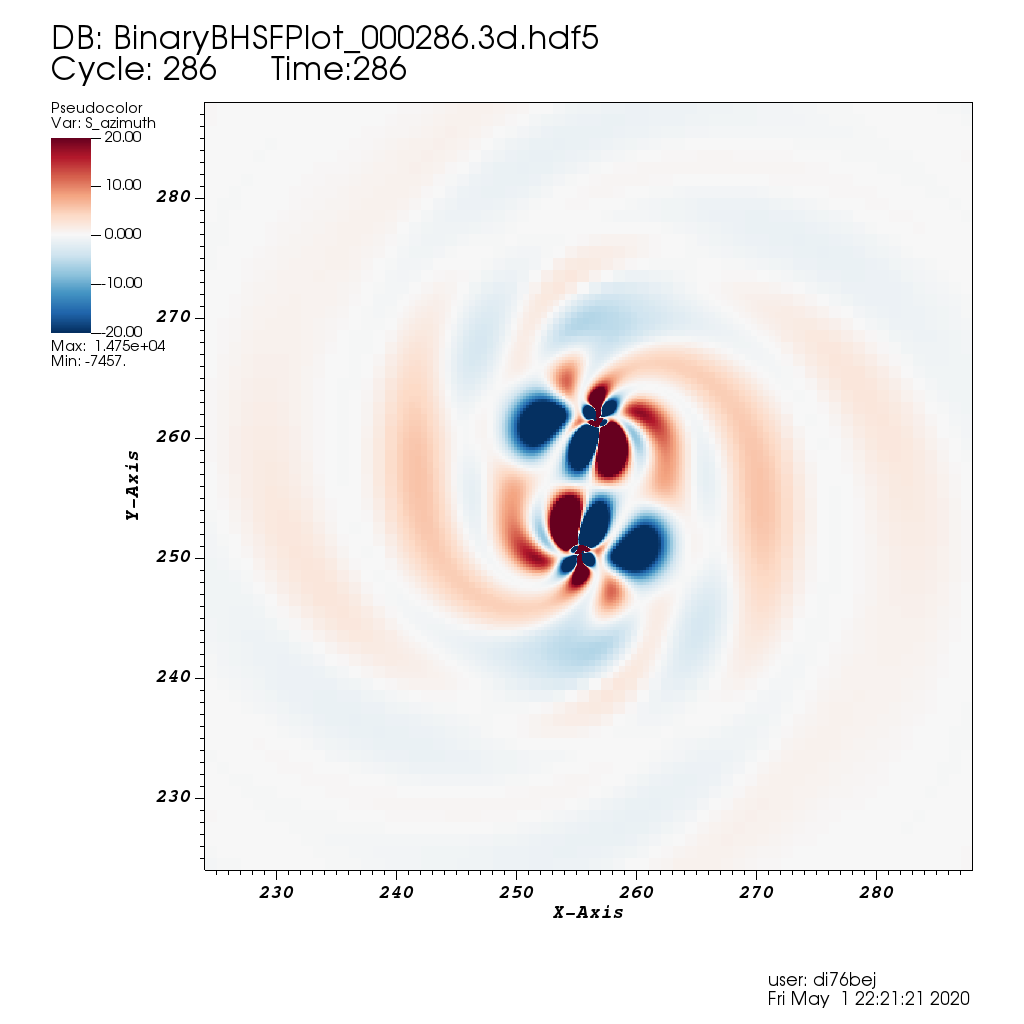 DB: BinaryBHSFPlot_000286.3d.hdf5
Cycle: 286 Time:286
Pseudocolor
Var: S_azimuth
20.00
10.00
0.000
-10.00
-20.00
Max: 1.475e+04
Min: -7457.
280
270
260
250
240
230
Y-Axis
230 240 250 260 270 280
X-Axis
user: di76bej
Fri May 1 22:21:21 2020